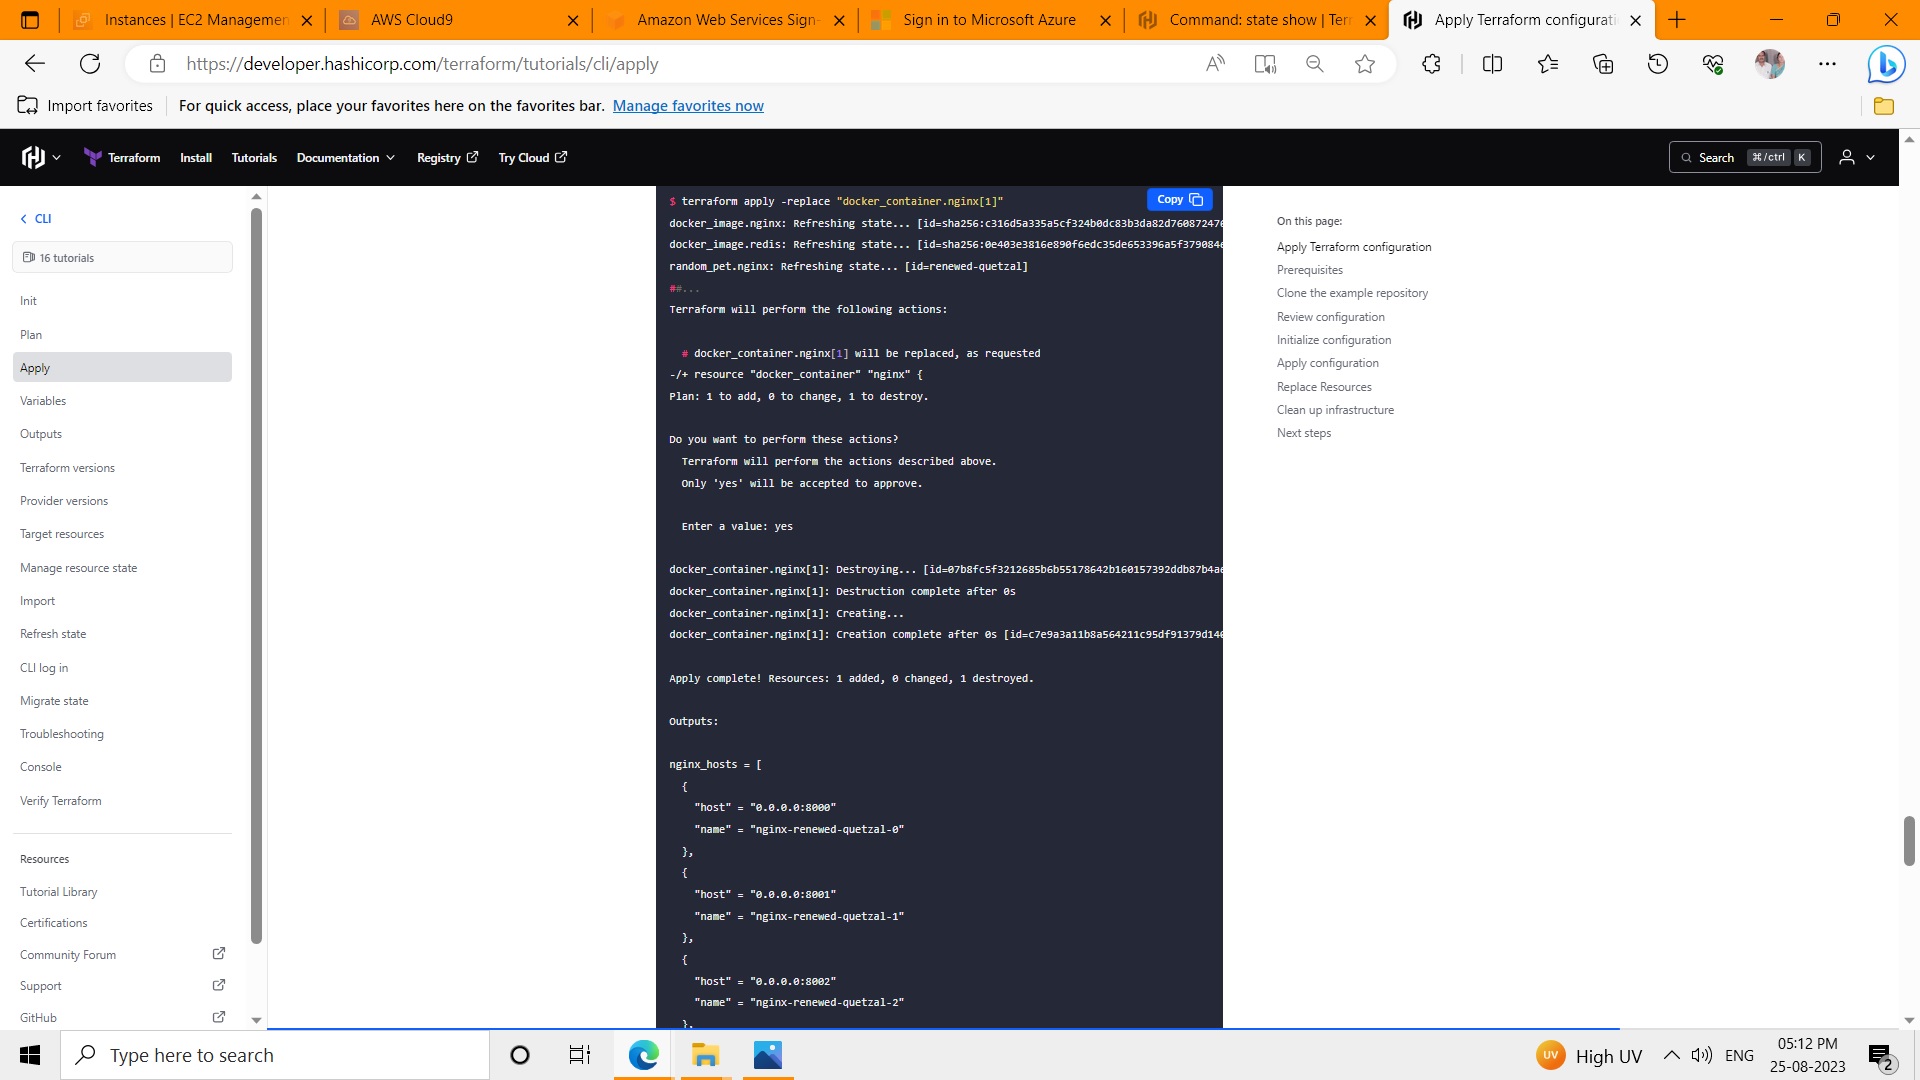 Instances | EC2 Managemen
AWS Cloud9
Amazon Web Services Sign-
Sign in to Microsoft Azure
Command: state show | Terr
Apply Terraform configurati
https://developer.hashicorp.com/terraform/tutorials/cli/apply
Import favorites
For quick access, place your favorites here on the favorites bar. Manage favorites now
Terraform
Install
Tutorials
Documentation
Registry
Try Cloud
Search
⌘/ctrl
K
CLI
16 tutorials
Init
Plan
Apply
Variables
Outputs
Terraform versions
Provider versions
Target resources
Manage resource state
Import
Refresh state
CLI log in
Migrate state
Troubleshooting
Console
Verify Terraform
Resources
Tutorial Library
Certifications
Community Forum
Support
GitHub
Copy
$ terraform apply -replace "docker_container.nginx[1]"
docker_image.nginx: Refreshing state... [id=sha256:c316d5a335a5cf324b0dc83b3da82d760872476
docker_image.redis: Refreshing state... [id=sha256:0e403e3816e890f6edc35de653396a5f379084e
random_pet.nginx: Refreshing state... [id=renewed-quetzal]
##...
Terraform will perform the following actions:
# docker_container.nginx[1] will be replaced, as requested
-/+ resource "docker_container" "nginx" {
Plan: 1 to add, 0 to change, 1 to destroy.
Do you want to perform these actions?
Terraform will perform the actions described above.
Only 'yes' will be accepted to approve.
Enter a value: yes
docker_container.nginx[1]: Destroying... [id=07b8fc5f3212685b6b55178642b160157392ddb87b4ae
docker_container.nginx[1]: Destruction complete after 0s
docker_container.nginx[1]: Creating...
docker_container.nginx[1]: Creation complete after 0s [id=c7e9a3a11b8a564211c95df91379d140
Apply complete! Resources: 1 added, 0 changed, 1 destroyed.
Outputs:
nginx_hosts = [
{
"host" = "0.0.0.0:8000"
"name" = "nginx-renewed-quetzal-0"
},
{
"host" = "0.0.0.0:8001"
"name" = "nginx-renewed-quetzal-1"
},
{
"host" = "0.0.0.0:8002"
"name" = "nginx-renewed-quetzal-2"
},
On this page:
Apply Terraform configuration
Prerequisites
Clone the example repository
Review configuration
Initialize configuration
Apply configuration
Replace Resources
Clean up infrastructure
Next steps
Type here to search
UV
High UV
ENG
05:12 PM
25-08-2023
2